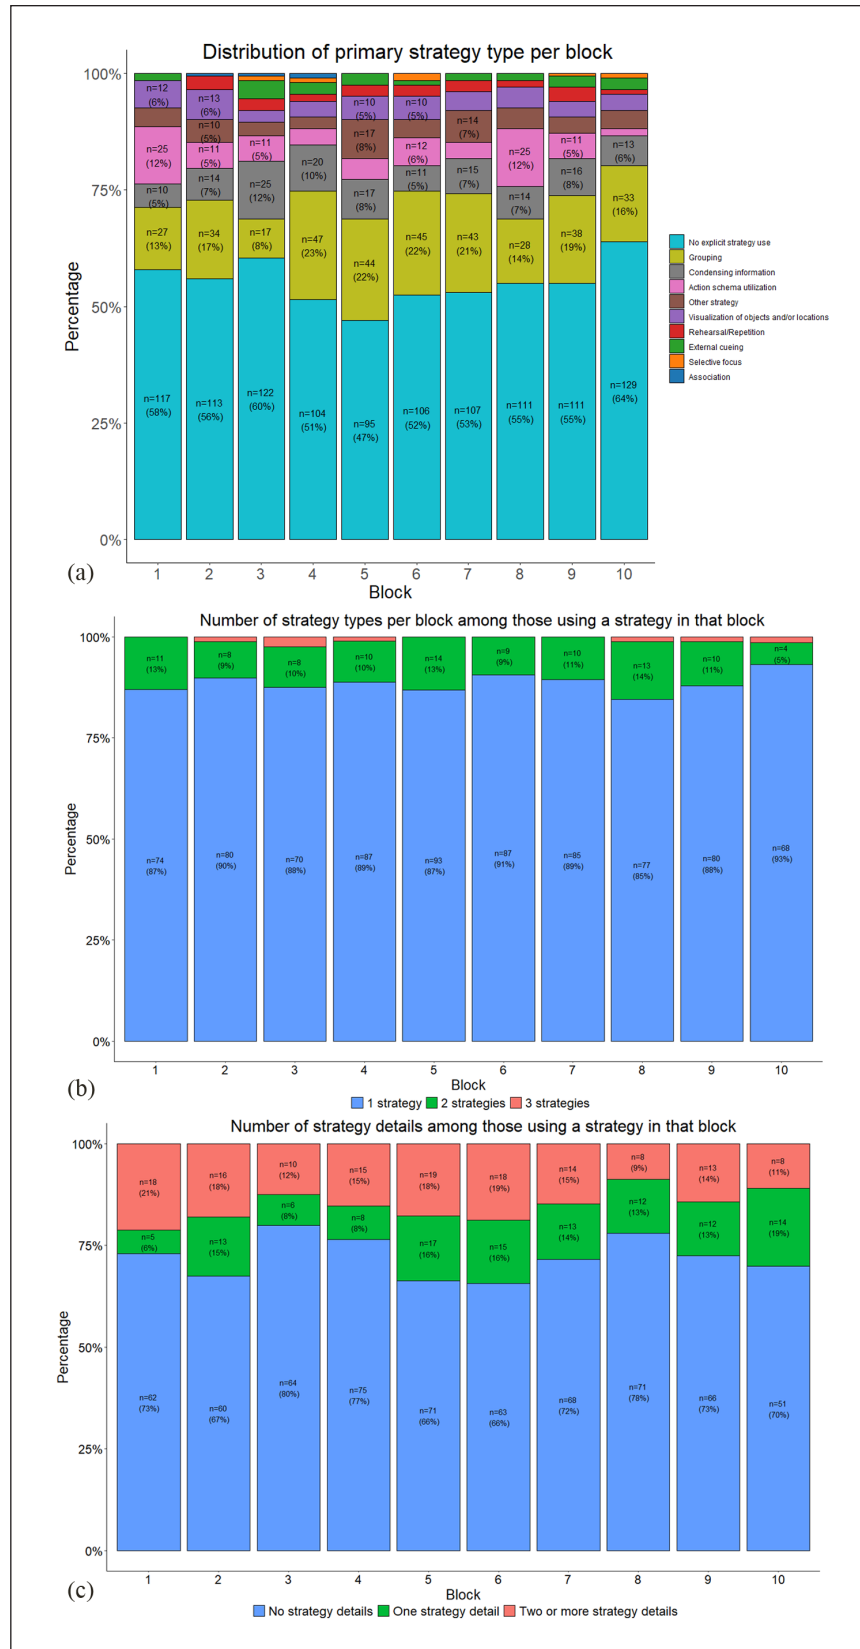 Distribution of primary strategy type per block
100%
75%
50%
25%
0%
Percentage
n=12
(6%)
n=25
(12%)
n=10
(5%)
n=27
(13%)
n=117
(58%)
n=13
(6%)
n=10
(5%)
n=11
(5%)
n=14
(7%)
n=34
(17%)
n=113
(56%)
n=11
(5%)
n=25
(12%)
n=17
(8%)
n=122
(60%)
n=20
(10%)
n=47
(23%)
n=104
(51%)
n=10
(5%)
n=17
(8%)
n=17
(8%)
n=44
(22%)
n=95
(47%)
n=10
(5%)
n=12
(6%)
n=11
(5%)
n=45
(22%)
n=106
(52%)
n=14
(7%)
n=15
(7%)
n=43
(21%)
n=107
(53%)
n=25
(12%)
n=14
(7%)
n=28
(14%)
n=111
(55%)
n=11
(5%)
n=16
(8%)
n=38
(19%)
n=111
(55%)
n=13
(6%)
n=33
(16%)
n=129
(64%)
No explicit strategy use
Grouping
Condensing information
Action schema utilization
Other strategy
Visualization of objects and/or locations
Rehearsal/Repetition
External cueing
Selective focus
Association
1 2 3 4 5 6 7 8 9 10
Block
(a)
Number of strategy types per block among those using a strategy in that block
100%
75%
50%
25%
0%
Percentage
n=11
(13%)
n=74
(87%)
n=8
(9%)
n=80
(90%)
n=8
(10%)
n=70
(88%)
n=10
(10%)
n=87
(89%)
n=14
(13%)
n=93
(87%)
n=9
(9%)
n=87
(91%)
n=10
(11%)
n=85
(89%)
n=13
(14%)
n=77
(85%)
n=10
(11%)
n=80
(88%)
n=4
(5%)
n=68
(93%)
1 2 3 4 5 6 7 8 9 10
Block
(b)
1 strategy 2 strategies 3 strategies
Number of strategy details among those using a strategy in that block
100%
75%
50%
25%
0%
Percentage
n=18
(21%)
n=5
(6%)
n=62
(73%)
n=16
(18%)
n=13
(15%)
n=60
(67%)
n=10
(12%)
n=6
(8%)
n=64
(80%)
n=15
(15%)
n=8
(8%)
n=75
(77%)
n=19
(18%)
n=17
(16%)
n=71
(66%)
n=18
(19%)
n=15
(16%)
n=63
(66%)
n=14
(15%)
n=13
(14%)
n=68
(72%)
n=8
(9%)
n=12
(13%)
n=71
(78%)
n=13
(14%)
n=12
(13%)
n=66
(73%)
n=8
(11%)
n=14
(19%)
n=51
(70%)
1 2 3 4 5 6 7 8 9 10
Block
(c)
No strategy details One strategy detail Two or more strategy details